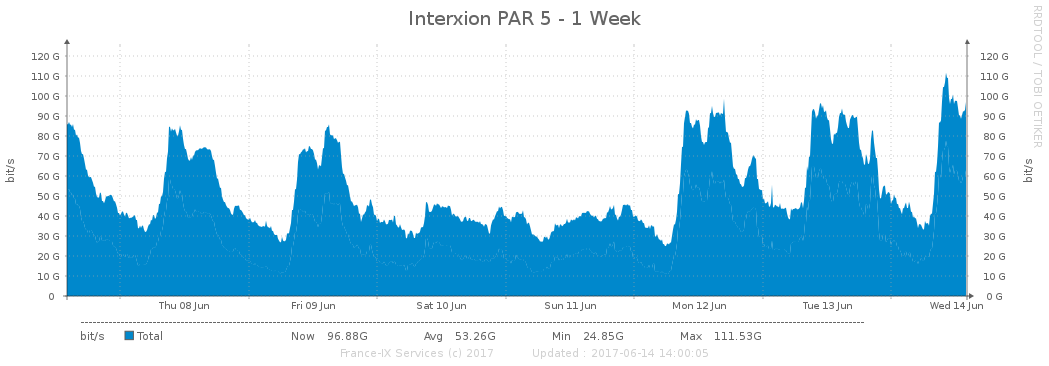 Interxion PAR 5 - 1 Week
RRDTOOL / TOBI OETIKER
bit/s
120 G
110 G
100 G
90 G
80 G
70 G
60 G
50 G
40 G
30 G
20 G
10 G
0
120 G
110 G
100 G
90 G
80 G
70 G
60 G
50 G
40 G
30 G
20 G
10 G
0 G
bit/s
Thu 08 Jun Fri 09 Jun Sat 10 Jun Sun 11 Jun Mon 12 Jun Tue 13 Jun Wed 14 Jun
bit/s Total Now 96.88G Avg 53.26G Min 24.85G Max 111.53G
France-IX Services (c) 2017 Updated : 2017-06-14 14:00:05